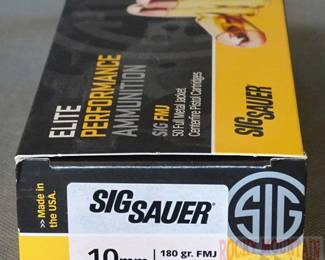 ELITE
PERFORMANCE
AMMUNITION
SIG FMJ
50 Full Metal Jacket
Centerfire Pistol Cartridges
SIG SAUER
>> Made in
the USA.
SIG SAUER
SIG
10mm
180 gr. FMJ